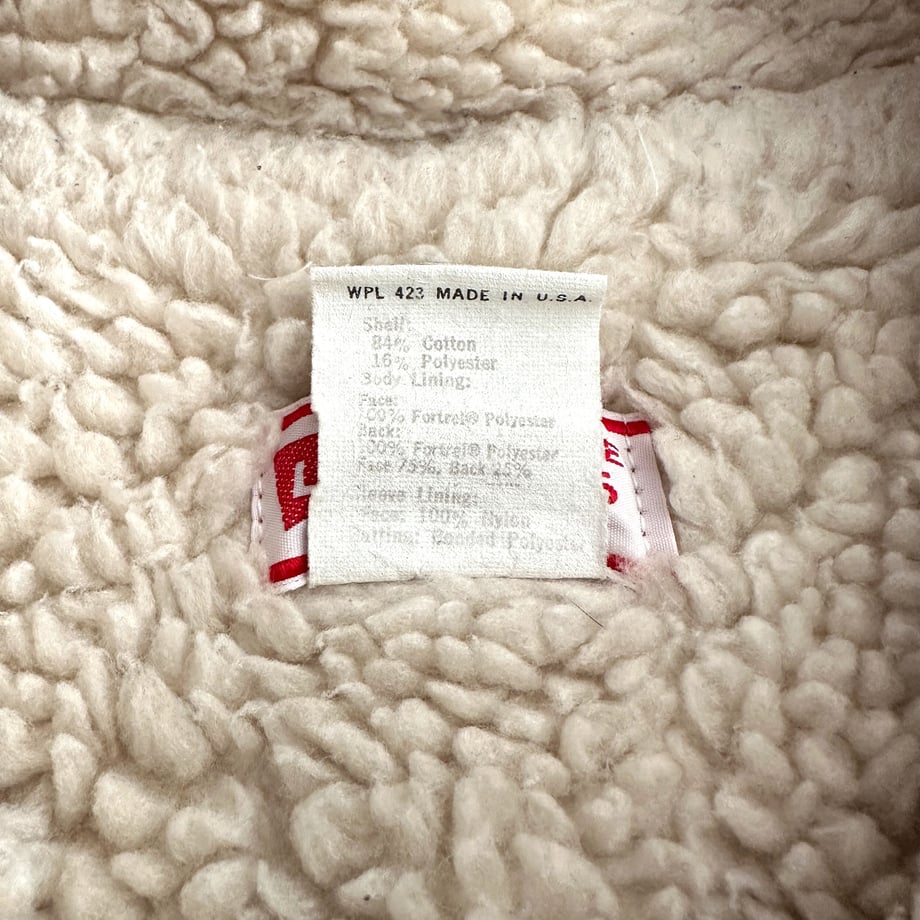 WPL 423 MADE IN U.S.A.
Shell:
84% Cotton
16% Polyester
Body Lining:
Face:
100% Fortrel® Polyester
Back:
100% Fortrel® Polyester
Face 75%, Back 25%
Sleeve Lining:
Face: 100% Nylon
Batting: Bonded Polyester